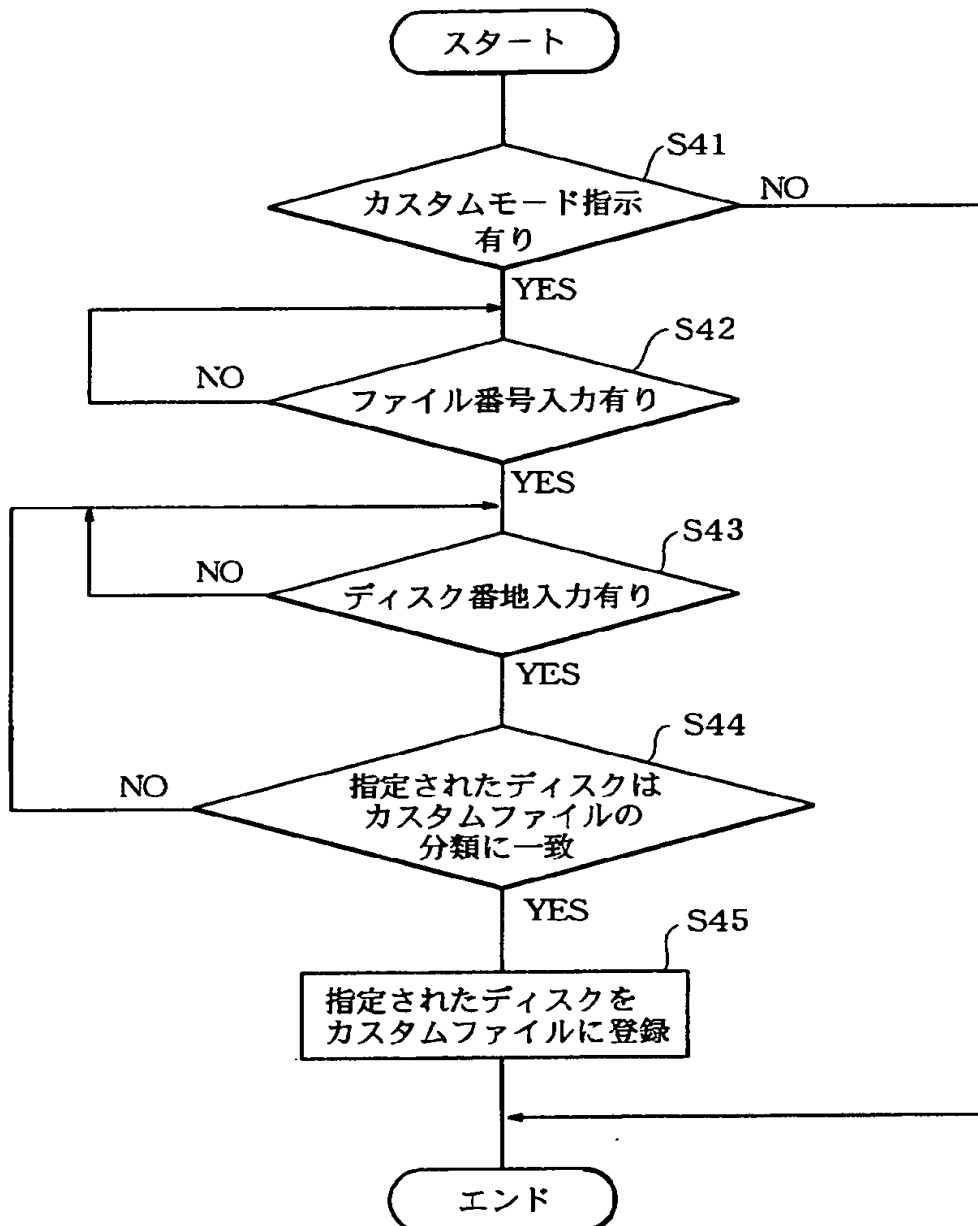 スタート
S41
カスタムモード指示
有り
NO
YES
S42
ファイル番号入力有り
NO
YES
S43
ディスク番地入力有り
NO
YES
S44
指定されたディスクは
カスタムファイルの
分類に一致
NO
YES
S45
指定されたディスクを
カスタムファイルに登録
エンド